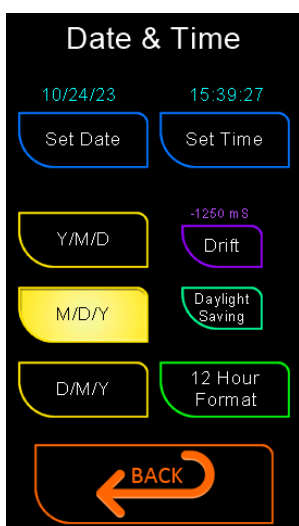 Date & Time
10/24/23 15:39:27
Set Date Set Time
-1250 mS
Y/M/D Drift
M/D/Y Daylight
Saving
D/M/Y 12 Hour
Format
BACK